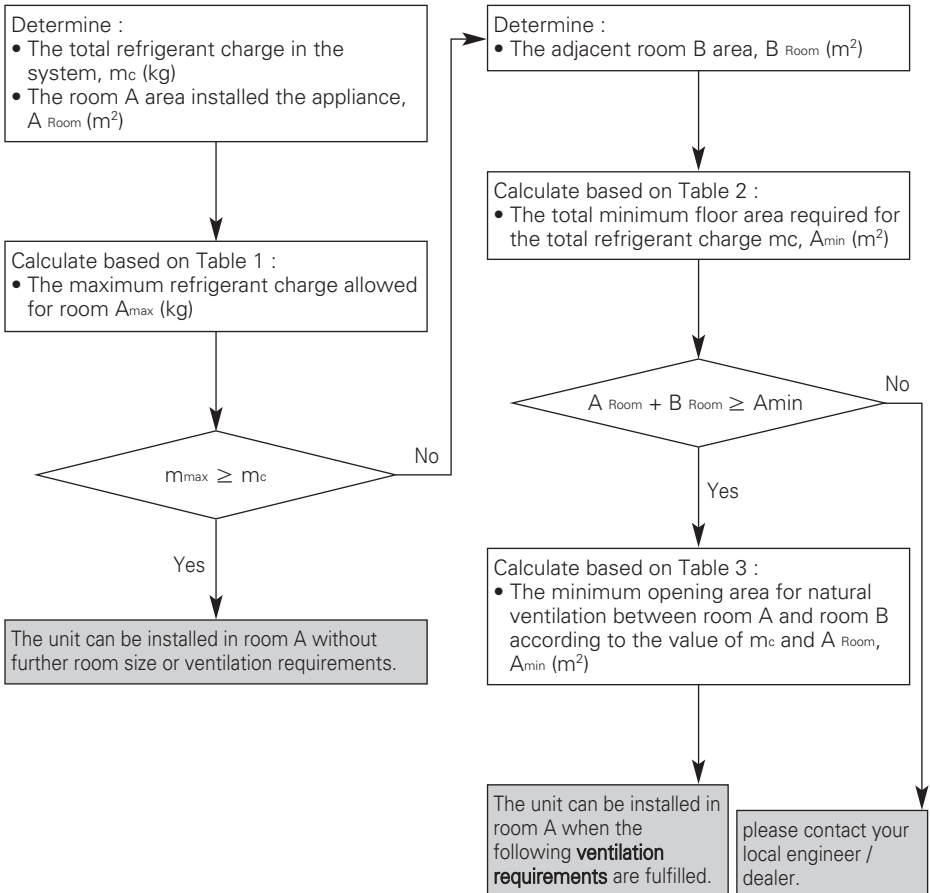 Determine :
• The total refrigerant charge in the
system, mc (kg)
• The room A area installed the appliance,
A Room (m²)
Calculate based on Table 1 :
• The maximum refrigerant charge allowed
for room Amax (kg)
mmax ≥ mc
No
Yes
The unit can be installed in room A without
further room size or ventilation requirements.
Determine :
• The adjacent room B area, B Room (m²)
Calculate based on Table 2 :
• The total minimum floor area required for
the total refrigerant charge mc, Amin (m²)
A Room + B Room ≥ Amin
No
Yes
Calculate based on Table 3 :
• The minimum opening area for natural
ventilation between room A and room B
according to the value of mc and A Room,
Amin (m²)
The unit can be installed in
room A when the
following ventilation
requirements are fulfilled.
please contact your
local engineer /
dealer.